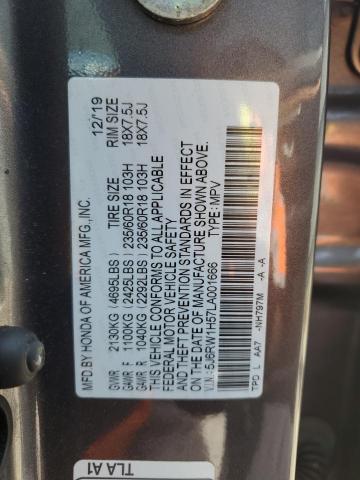 MFD.BY HONDA OF AMERICA MFG.,INC. 12/'19
TIRE SIZE RIM SIZE
GVWR 2130KG (4695LBS)
GAWR F 1100KG (2425LBS) 235/60R18 103H 18X7.5J
GAWR R 1040KG (2292LBS) 235/60R18 103H 18X7.5J
THIS VEHICLE CONFORMS TO ALL APPLICABLE
FEDERAL MOTOR VEHICLE SAFETY
AND THEFT PREVENTION STANDARDS IN EFFECT
ON THE DATE OF MANUFACTURE SHOWN ABOVE.
V.I.N.:5J6RW1H57LA001666 TYPE:MPV
TPD L AA7 -NH797M -A -A
TLA A1